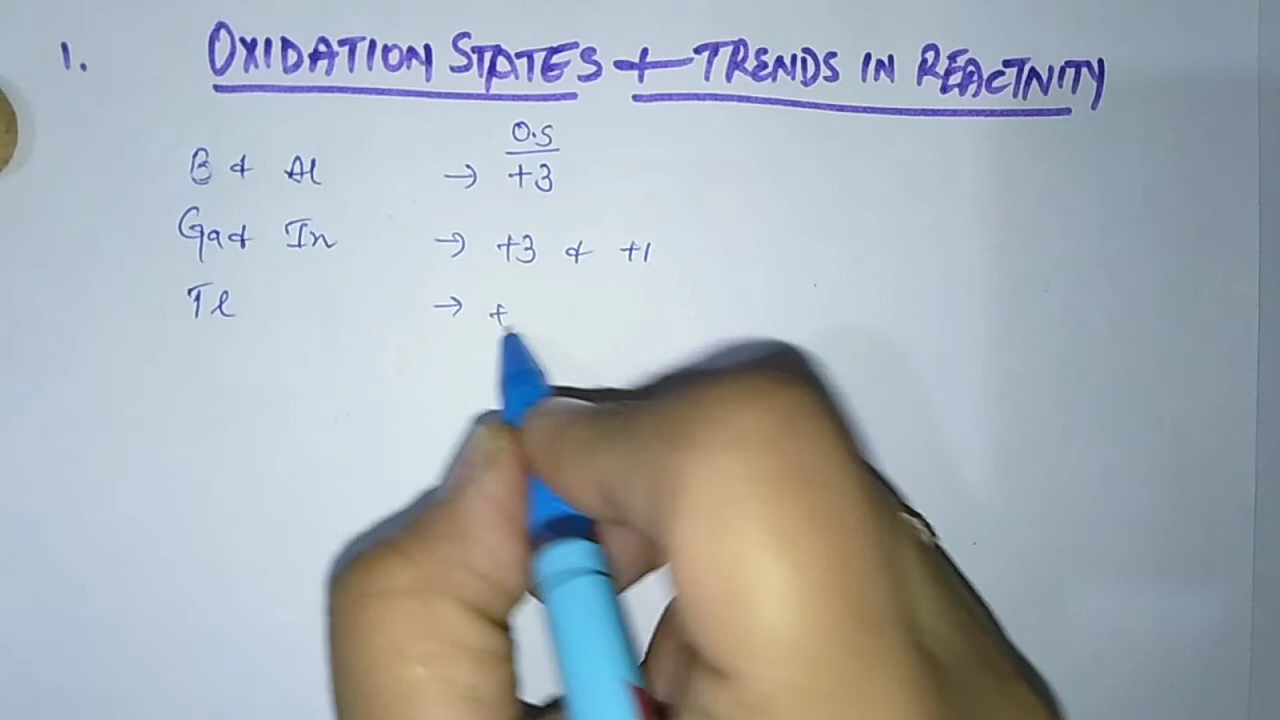 1. OXIDATION STATES + TRENDS IN REACTIVITY
O.S
B & Al → +3
Ga & In → +3 & +1
Tl → +